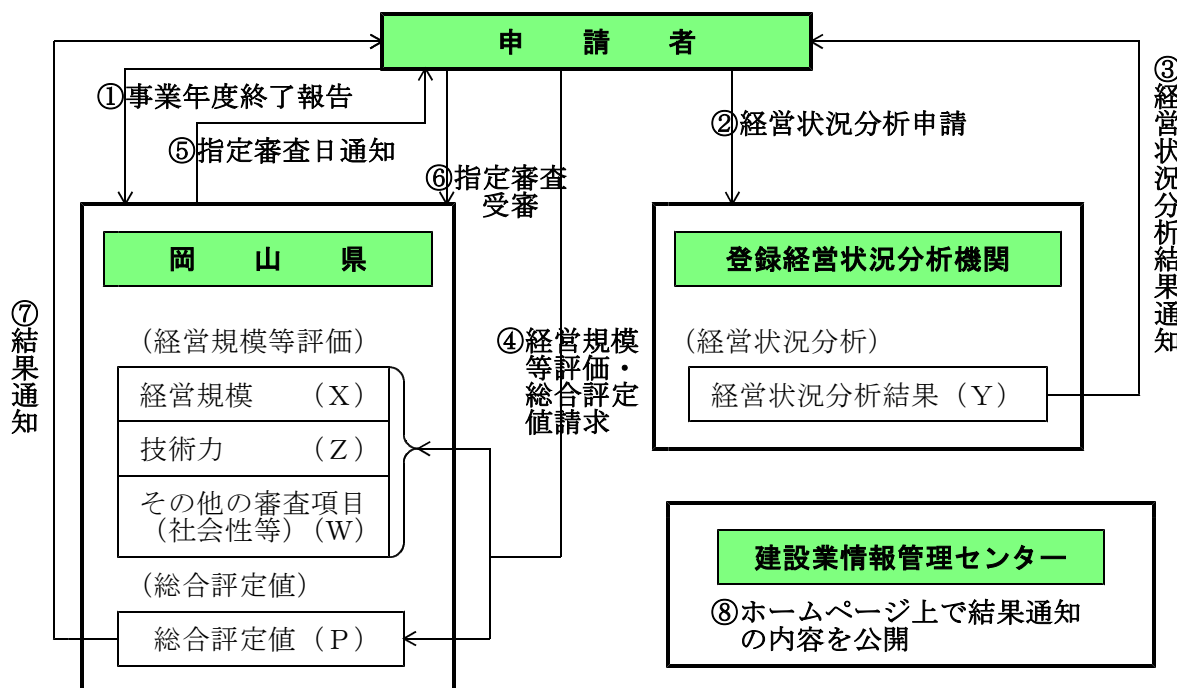 申請者
①事業年度終了報告
②経営状況分析申請
③経営状況分析結果通知
⑤指定審査日通知
⑥指定審査
受審
岡山県
(経営規模等評価)
経営規模 (X)
技術力 (Z)
その他の審査項目
(社会性等)(W)
(総合評定値)
総合評定値(P)
⑦結果通知
④経営規模
等評価・
総合評定
値請求
登録経営状況分析機関
(経営状況分析)
経営状況分析結果(Y)
建設業情報管理センター
⑧ホームページ上で結果通知
の内容を公開